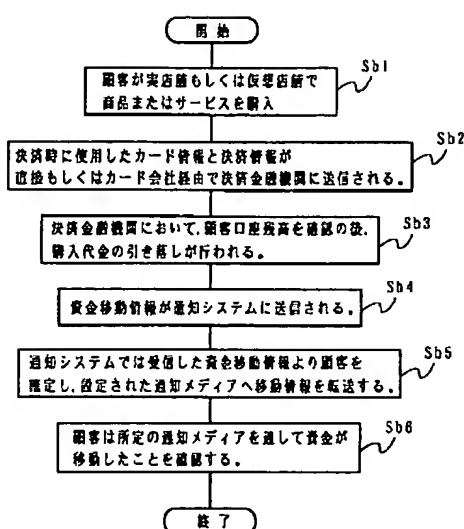 開始
Sb1
顧客が実店舗もしくは仮想店舗で
商品またはサービスを購入
Sb2
決済時に使用したカード情報と決済情報が
直接もしくはカード会社経由で決済金融機関に送信される。
Sb3
決済金融機関において、顧客口座残高を確認の後、
購入代金の引き落しが行われる。
Sb4
資金移動情報が通知システムに送信される。
Sb5
通知システムでは受信した資金移動情報より顧客を
推定し、設定された通知メディアへ移動情報を転送する。
Sb6
顧客は所定の通知メディアを通して資金が
移動したことを確認する。
終了